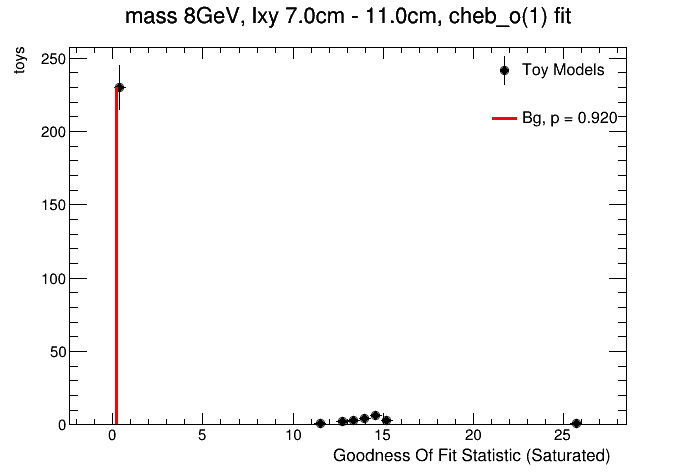 mass 8GeV, lxy 7.0cm - 11.0cm, cheb_o(1) fit
toys
Toy Models
Bg, p = 0.920
250
200
150
100
50
0
0 5 10 15 20 25
Goodness Of Fit Statistic (Saturated)